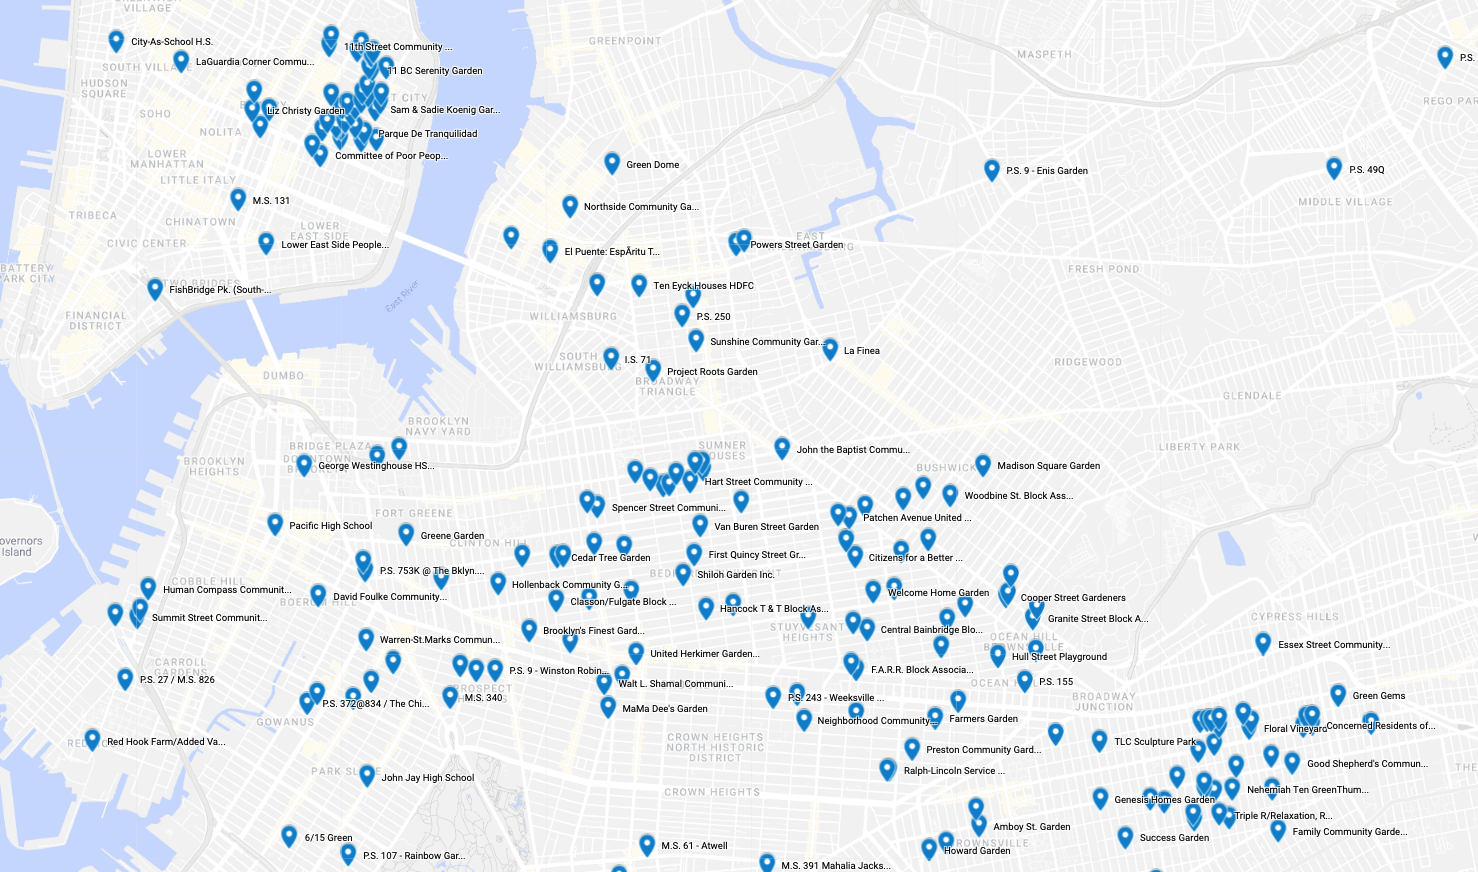 GREENWICH
VILLAGE
City-As-School H.S.
11th Street Community ...
LaGuardia Corner Commu...
SOUTH VILLAGE
11 BC Serenity Garden
HUDSON
SQUARE
SOHO
Liz Christy Garden
Sam & Sadie Koenig Gar...
NOLITA
Parque De Tranquilidad
LOWER
MANHATTAN
Committee of Poor Peop...
LITTLE ITALY
M.S. 131
TRIBECA
CHINATOWN
LOWER
EAST SIDE
CIVIC CENTER
Lower East Side People...
BATTERY
PARK CITY
TWO BRIDGES
FishBridge Pk. (South-...
FINANCIAL
DISTRICT
East River
GREENPOINT
MASPETH
P.S.
REGO PARK
Green Dome
P.S. 9 - Enis Garden
P.S. 49Q
Northside Community Ga...
MIDDLE VILLAGE
El Puente: EspÃritu T...
Powers Street Garden
EAST
FRESH POND
Ten Eyck Houses HDFC
WILLIAMSBURG
P.S. 250
Sunshine Community Gar...
La Finea
SOUTH
WILLIAMSBURG
I.S. 71
Project Roots Garden
BROADWAY
TRIANGLE
RIDGEWOOD
GLENDALE
DUMBO
BROOKLYN
NAVY YARD
BRIDGE PLAZA
DOWNTOWN
BROOKLYN
HEIGHTS
George Westinghouse HS...
SUMNER
HOUSES
John the Baptist Commu...
LIBERTY PARK
BUSHWICK
Madison Square Garden
Hart Street Community ...
Woodbine St. Block Ass...
Governors
Island
FORT GREENE
Spencer Street Communi...
Patchen Avenue United ...
Pacific High School
Van Buren Street Garden
Greene Garden
CLINTON HILL
Cedar Tree Garden
First Quincy Street Gr...
Citizens for a Better ...
P.S. 753K @ The Bklyn....
Shiloh Garden Inc.
COBBLE HILL
Human Compass Communit...
Hollenback Community G...
Welcome Home Garden
David Foulke Community...
Classon/Fulgate Block ...
Cooper Street Gardeners
Hancock T & T Block As...
Summit Street Communit...
Granite Street Block A...
CYPRESS HILLS
Brooklyn's Finest Gard...
STUYVESANT
HEIGHTS
Central Bainbridge Blo...
Warren-St.Marks Commun...
OCEAN HILL
Essex Street Community...
United Herkimer Garden...
Hull Street Playground
CARROLL
GARDENS
P.S. 9 - Winston Robin...
F.A.R.R. Block Associa...
P.S. 27 / M.S. 826
Walt L. Shamal Communi...
P.S. 155
P.S. 372@834 / The Chi...
M.S. 340
P.S. 243 - Weeksville ...
Green Gems
BROADWAY
JUNCTION
MaMa Dee's Garden
GOWANUS
Neighborhood Community...
Farmers Garden
Floral Vineyard
Concerned Residents of...
Red Hook Farm/Added Va...
CROWN HEIGHTS
NORTH HISTORIC
DISTRICT
Preston Community Gard...
TLC Sculpture Park
PARK SLOPE
John Jay High School
Ralph-Lincoln Service ...
Good Shepherd's Commun...
CROWN HEIGHTS
Genesis Homes Garden
Nehemiah Ten GreenThum...
6/15 Green
Amboy St. Garden
Triple R/Relaxation, R...
P.S. 107 - Rainbow Gar...
M.S. 61 - Atwell
BROWNSVILLE
Howard Garden
Success Garden
Family Community Garde...
M.S. 391 Mahalia Jacks...